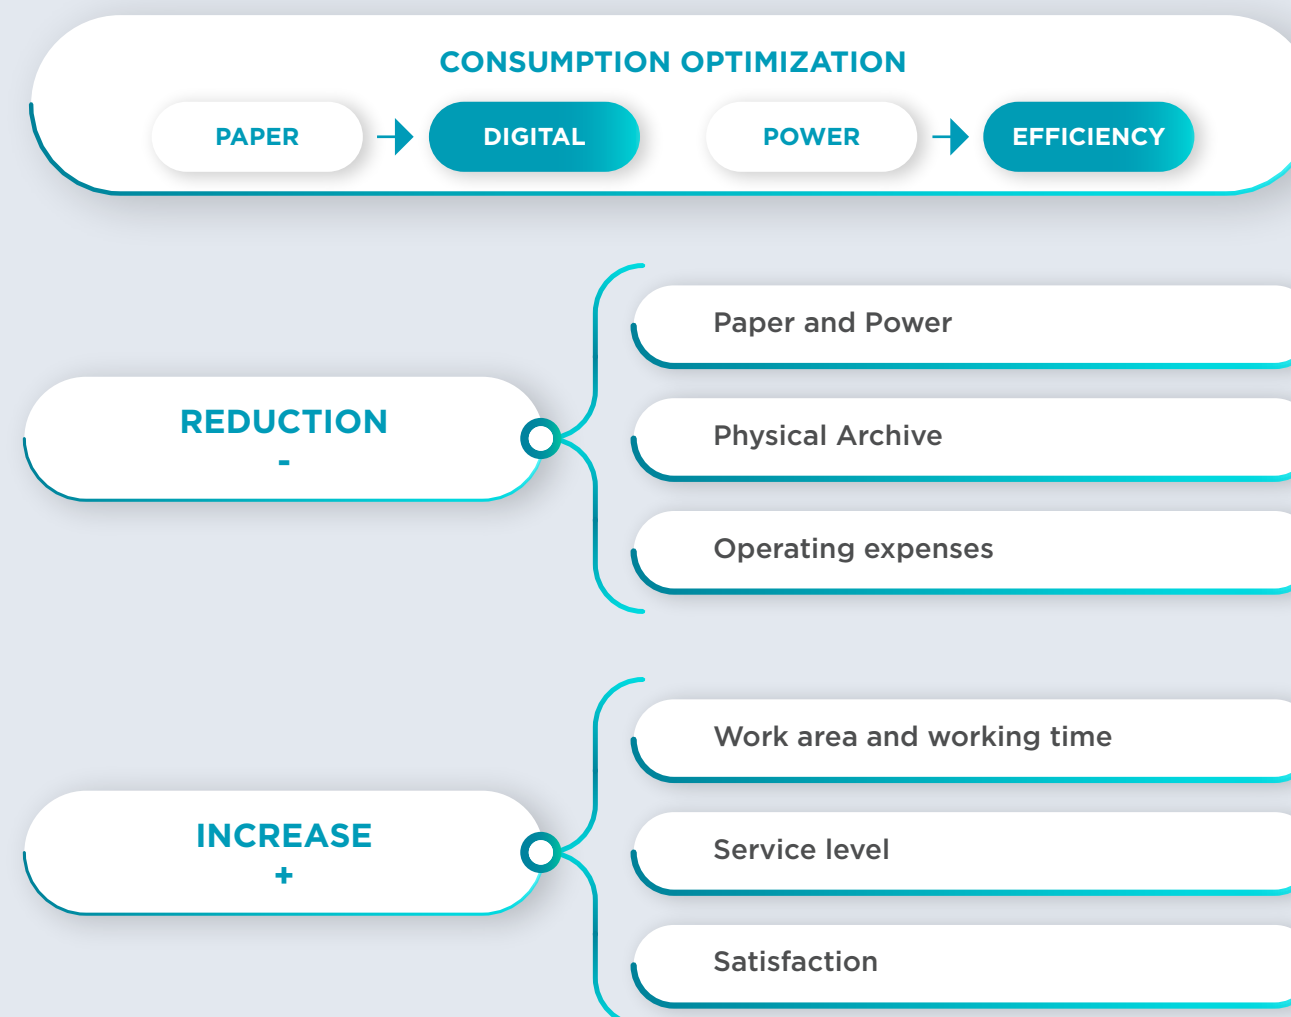 CONSUMPTION OPTIMIZATION
PAPER DIGITAL POWER EFFICIENCY
REDUCTION
-
Paper and Power
Physical Archive
Operating expenses
INCREASE
+
Work area and working time
Service level
Satisfaction